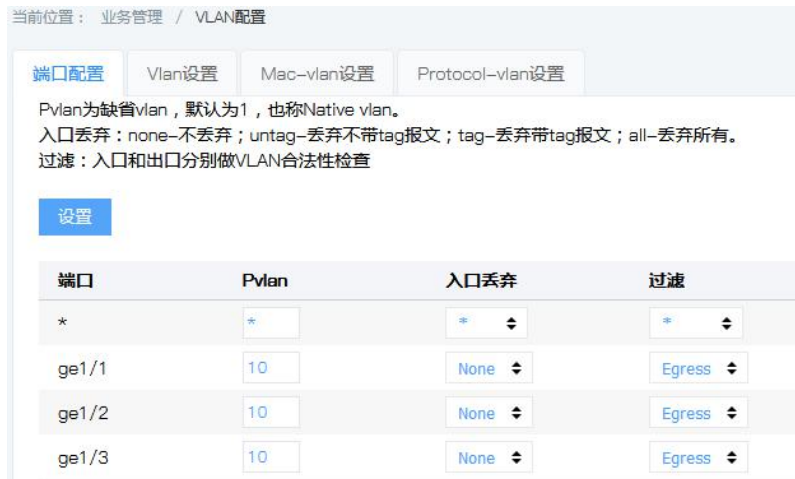 当前位置： 业务管理 / VLAN配置
端口配置 Vlan设置 Mac-vlan设置 Protocol-vlan设置
Pvlan为缺省vlan，默认为1，也称Native vlan。
入口丢弃：none-不丢弃；untag-丢弃不带tag报文；tag-丢弃带tag报文；all-丢弃所有。
过滤：入口和出口分别做VLAN合法性检查
设置
端口 Pvlan 入口丢弃 过滤
* * * *
ge1/1 10 None Egress
ge1/2 10 None Egress
ge1/3 10 None Egress